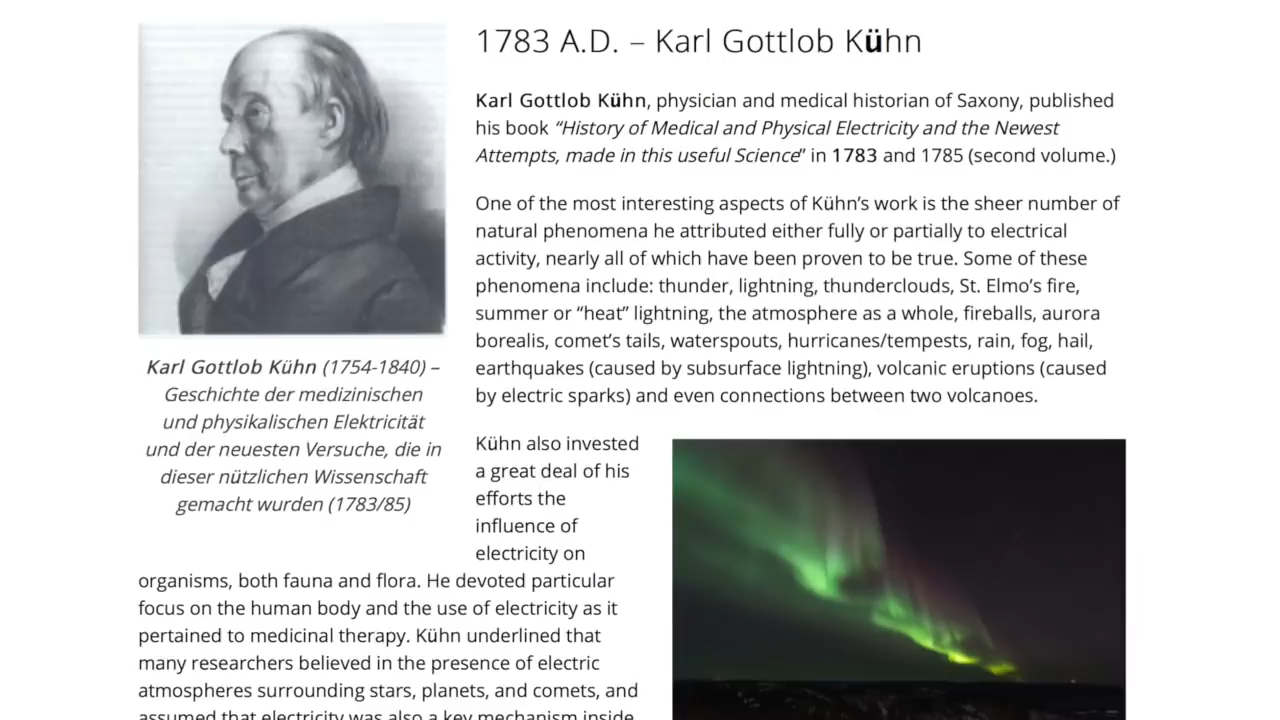 1783 A.D. – Karl Gottlob Kühn
Karl Gottlob Kühn, physician and medical historian of Saxony, published
his book “History of Medical and Physical Electricity and the Newest
Attempts, made in this useful Science” in 1783 and 1785 (second volume.)
One of the most interesting aspects of Kühn’s work is the sheer number of
natural phenomena he attributed either fully or partially to electrical
activity, nearly all of which have been proven to be true. Some of these
phenomena include: thunder, lightning, thunderclouds, St. Elmo’s fire,
summer or “heat” lightning, the atmosphere as a whole, fireballs, aurora
borealis, comet’s tails, waterspouts, hurricanes/tempests, rain, fog, hail,
earthquakes (caused by subsurface lightning), volcanic eruptions (caused
by electric sparks) and even connections between two volcanoes.
Karl Gottlob Kühn (1754-1840) –
Geschichte der medizinischen
und physikalischen Elektricität
und der neuesten Versuche, die in
dieser nützlichen Wissenschaft
gemacht wurden (1783/85)
Kühn also invested
a great deal of his
efforts the
influence of
electricity on
organisms, both fauna and flora. He devoted particular
focus on the human body and the use of electricity as it
pertained to medicinal therapy. Kühn underlined that
many researchers believed in the presence of electric
atmospheres surrounding stars, planets, and comets, and
assumed that electricity was also a key mechanism inside